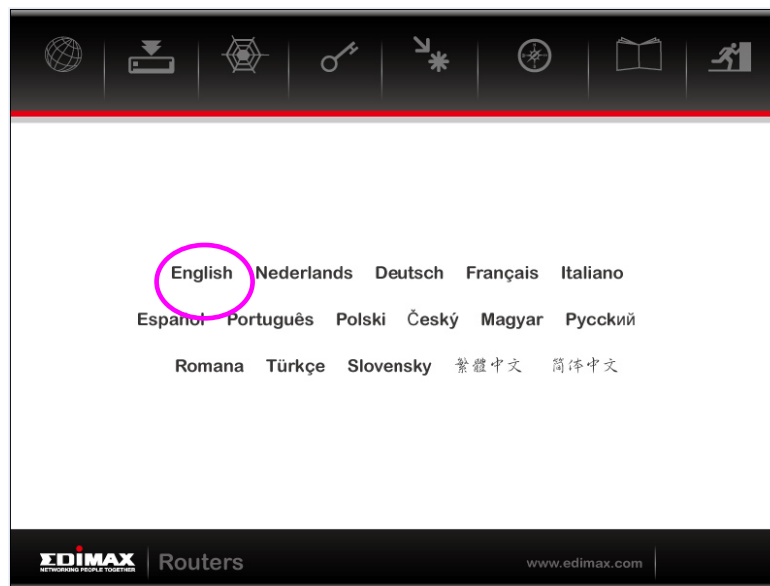 English Nederlands Deutsch Français Italiano
Español Português Polski Český Magyar Русский
Romana Türkçe Slovensky 繁體中文 简体中文
EDIMAX
NETWORKING PEOPLE TOGETHER
Routers
www.edimax.com